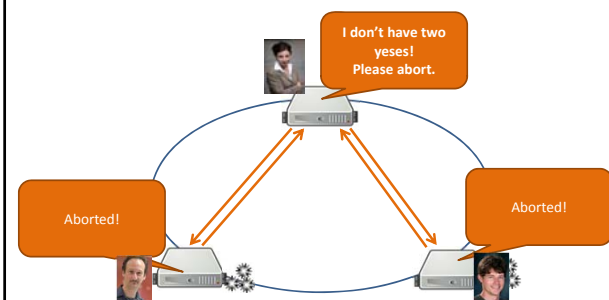 I don't have two
yeses!
Please abort.
Aborted!
Aborted!